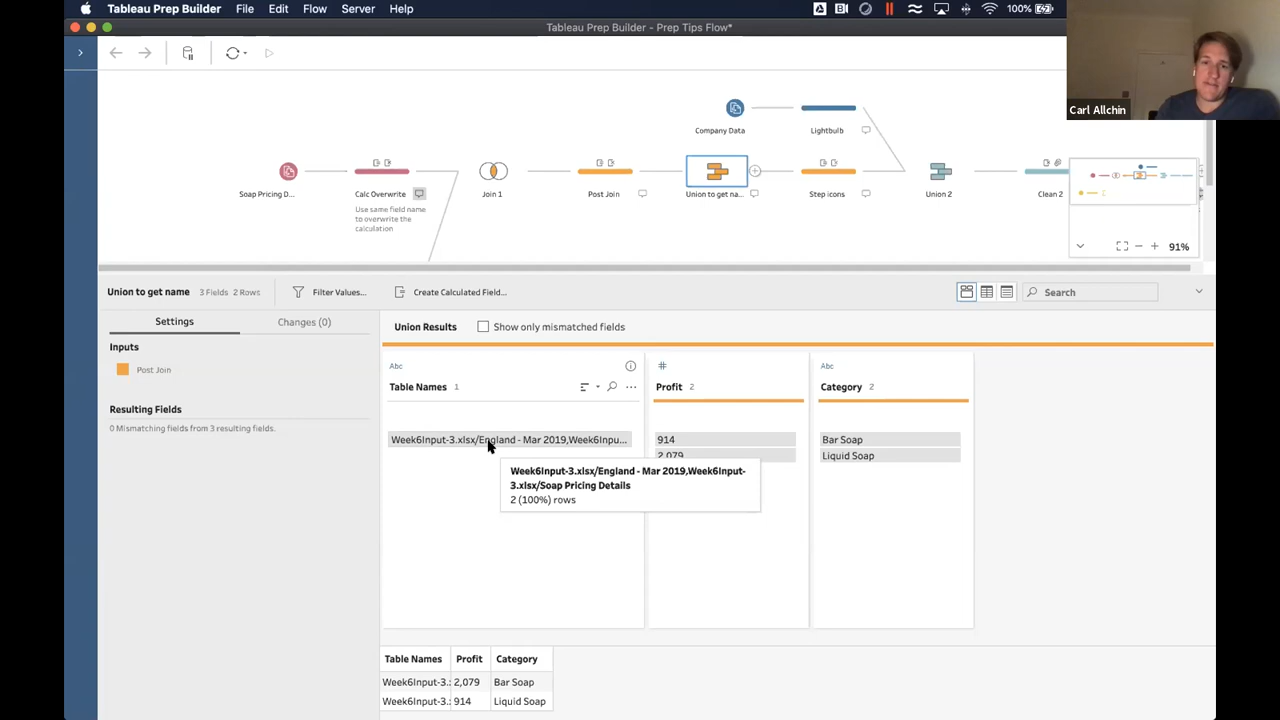 Tableau Prep Builder File Edit Flow Server Help 100%
Tableau Prep Builder - Prep Tips Flow*
Carl Allchin
Company Data
Lightbulb
Soap Pricing D...
Calc Overwrite
Join 1
Post Join
Union to get na...
Step icons
Union 2
Clean 2
Use same field name
to overwrite the
calculation
91%
Union to get name 3 Fields 2 Rows Filter Values... Create Calculated Field... Search
Settings Changes (0)
Union Results Show only mismatched fields
Inputs
Post Join
Resulting Fields
0 Mismatching fields from 3 resulting fields.
Abc # Abc
Table Names 1 Profit 2 Category 2
Week6Input-3.xlsx/England - Mar 2019,Week6Inpu... 914 Bar Soap
2,079 Liquid Soap
Week6Input-3.xlsx/England - Mar 2019,Week6Input-
3.xlsx/Soap Pricing Details
2 (100%) rows
Table Names Profit Category
Week6Input-3.: 2,079 Bar Soap
Week6Input-3.: 914 Liquid Soap